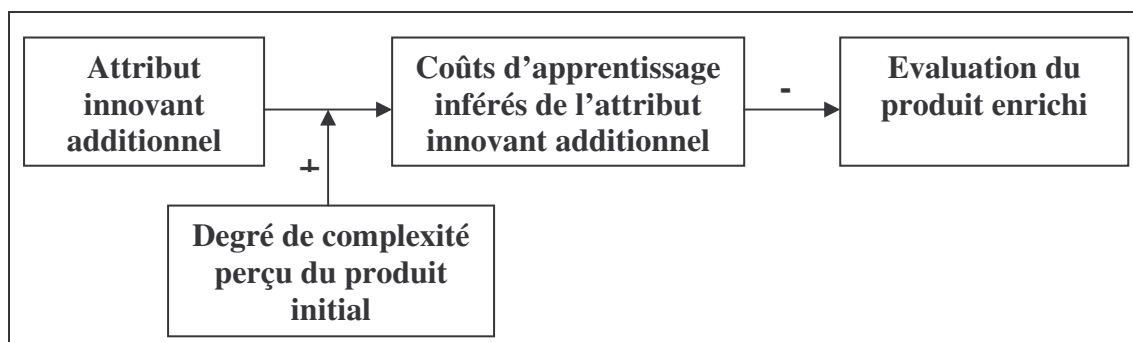 Attribut
innovant
additionnel
Coûts d'apprentissage
inférés de l'attribut
innovant additionnel
-
Evaluation du
produit enrichi
+
Degré de complexité
perçu du produit
initial